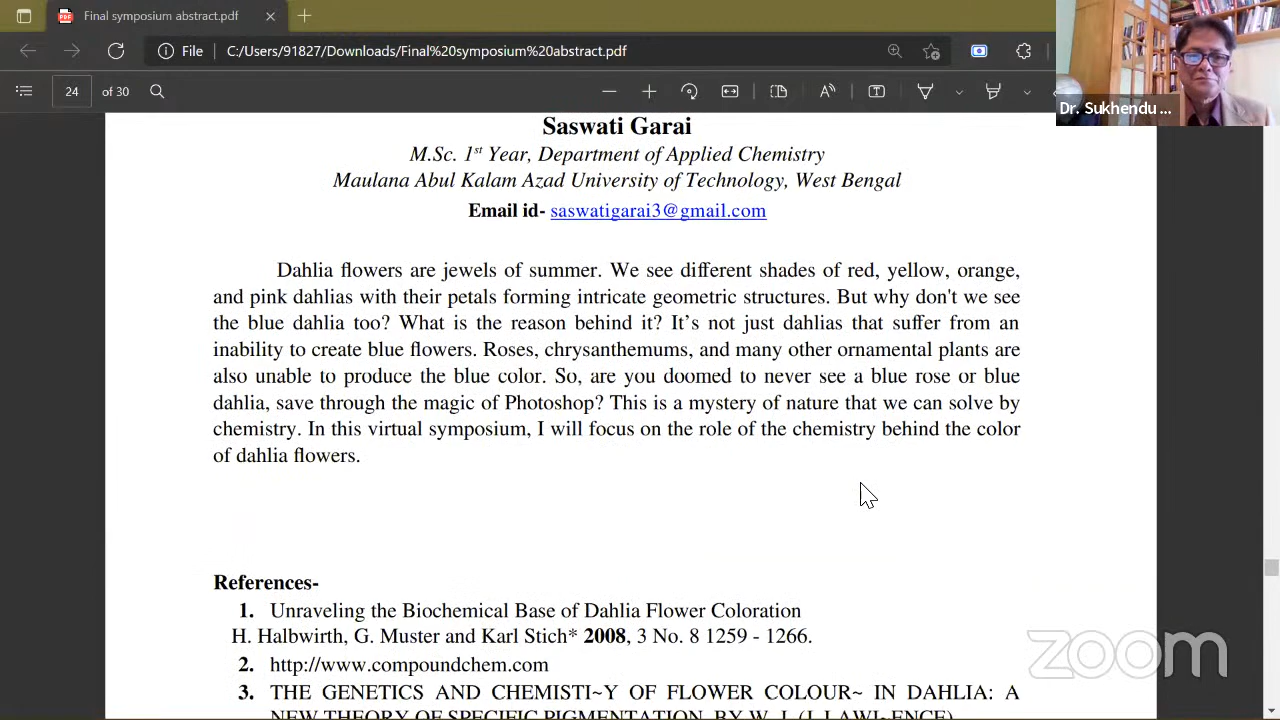 Final symposium abstract.pdf
File C:/Users/91827/Downloads/Final%20symposium%20abstract.pdf
24 of 30
Dr. Sukhendu ...
Saswati Garai
M.Sc. 1st Year, Department of Applied Chemistry
Maulana Abul Kalam Azad University of Technology, West Bengal
Email id- saswatigarai3@gmail.com
Dahlia flowers are jewels of summer. We see different shades of red, yellow, orange,
and pink dahlias with their petals forming intricate geometric structures. But why don't we see
the blue dahlia too? What is the reason behind it? It's not just dahlias that suffer from an
inability to create blue flowers. Roses, chrysanthemums, and many other ornamental plants are
also unable to produce the blue color. So, are you doomed to never see a blue rose or blue
dahlia, save through the magic of Photoshop? This is a mystery of nature that we can solve by
chemistry. In this virtual symposium, I will focus on the role of the chemistry behind the color
of dahlia flowers.
References-
1. Unraveling the Biochemical Base of Dahlia Flower Coloration
H. Halbwirth, G. Muster and Karl Stich* 2008, 3 No. 8 1259 - 1266.
2. http://www.compoundchem.com
3. THE GENETICS AND CHEMISTI~Y OF FLOWER COLOUR~ IN DAHLIA: A
NEW THEORY OF SPECIFIC PIGMENTATION. BY W. J. (J. LAWI~ENCE)
zoom